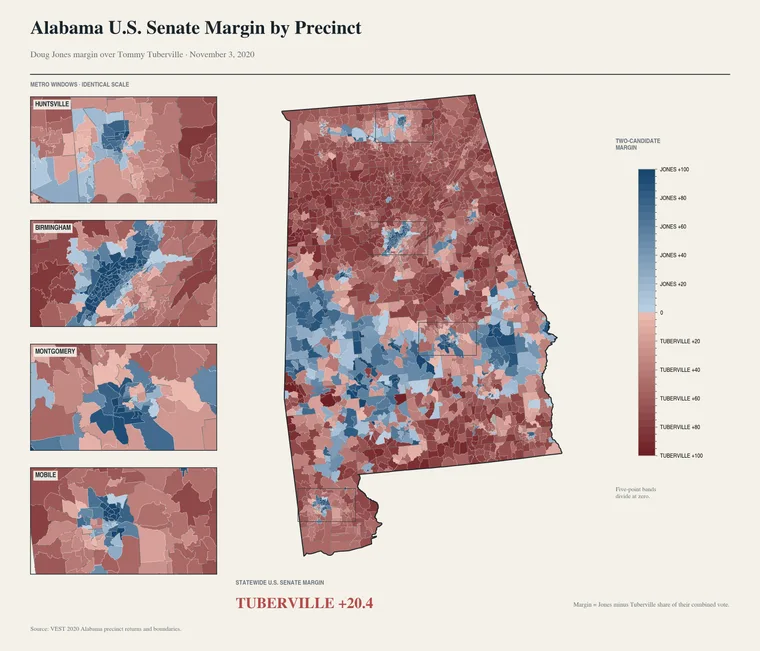 Alabama U.S. Senate Margin by Precinct
Doug Jones margin over Tommy Tuberville · November 3, 2020
METRO WINDOWS · IDENTICAL SCALE
HUNTSVILLE
BIRMINGHAM
MONTGOMERY
MOBILE
TWO-CANDIDATE
MARGIN
JONES +100
JONES +80
JONES +60
JONES +40
JONES +20
0
TUBERVILLE +20
TUBERVILLE +40
TUBERVILLE +60
TUBERVILLE +80
TUBERVILLE +100
Five-point bands
divide at zero.
STATEWIDE U.S. SENATE MARGIN
TUBERVILLE +20.4
Margin = Jones minus Tuberville share of their combined vote.
Source: VEST 2020 Alabama precinct returns and boundaries.